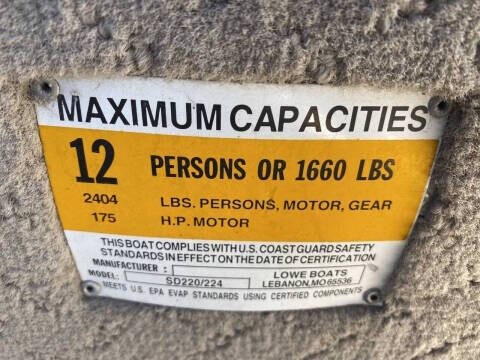 MAXIMUM CAPACITIES
12 PERSONS OR 1660 LBS
2404 LBS. PERSONS, MOTOR, GEAR
175 H.P. MOTOR
THIS BOAT COMPLIES WITH U.S. COAST GUARD SAFETY
STANDARDS IN EFFECT ON THE DATE OF CERTIFICATION
MANUFACTURER: LOWE BOATS
MODEL: SD220/224 LEBANON, MO 65536
MEETS U.S. EPA EVAP STANDARDS USING CERTIFIED COMPONENTS